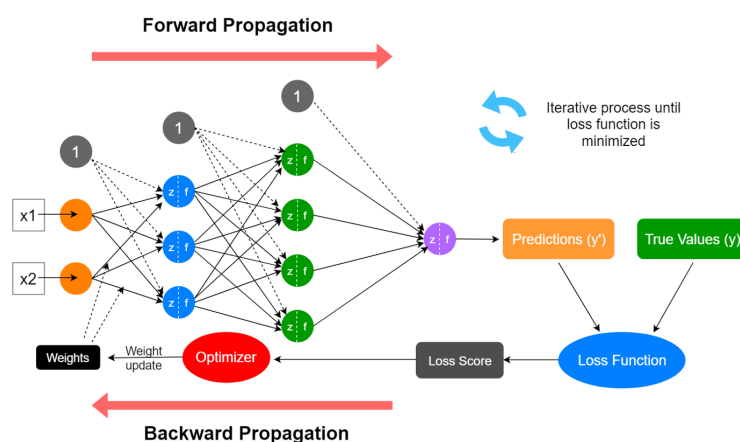 Forward Propagation
1
1
1
Iterative process until
loss function is
minimized
z f
z f
z f
z f
z f
z f
z f
z f
x1
x2
Predictions (y')
True Values (y)
Weights
Weight
update
Optimizer
Loss Score
Loss Function
Backward Propagation